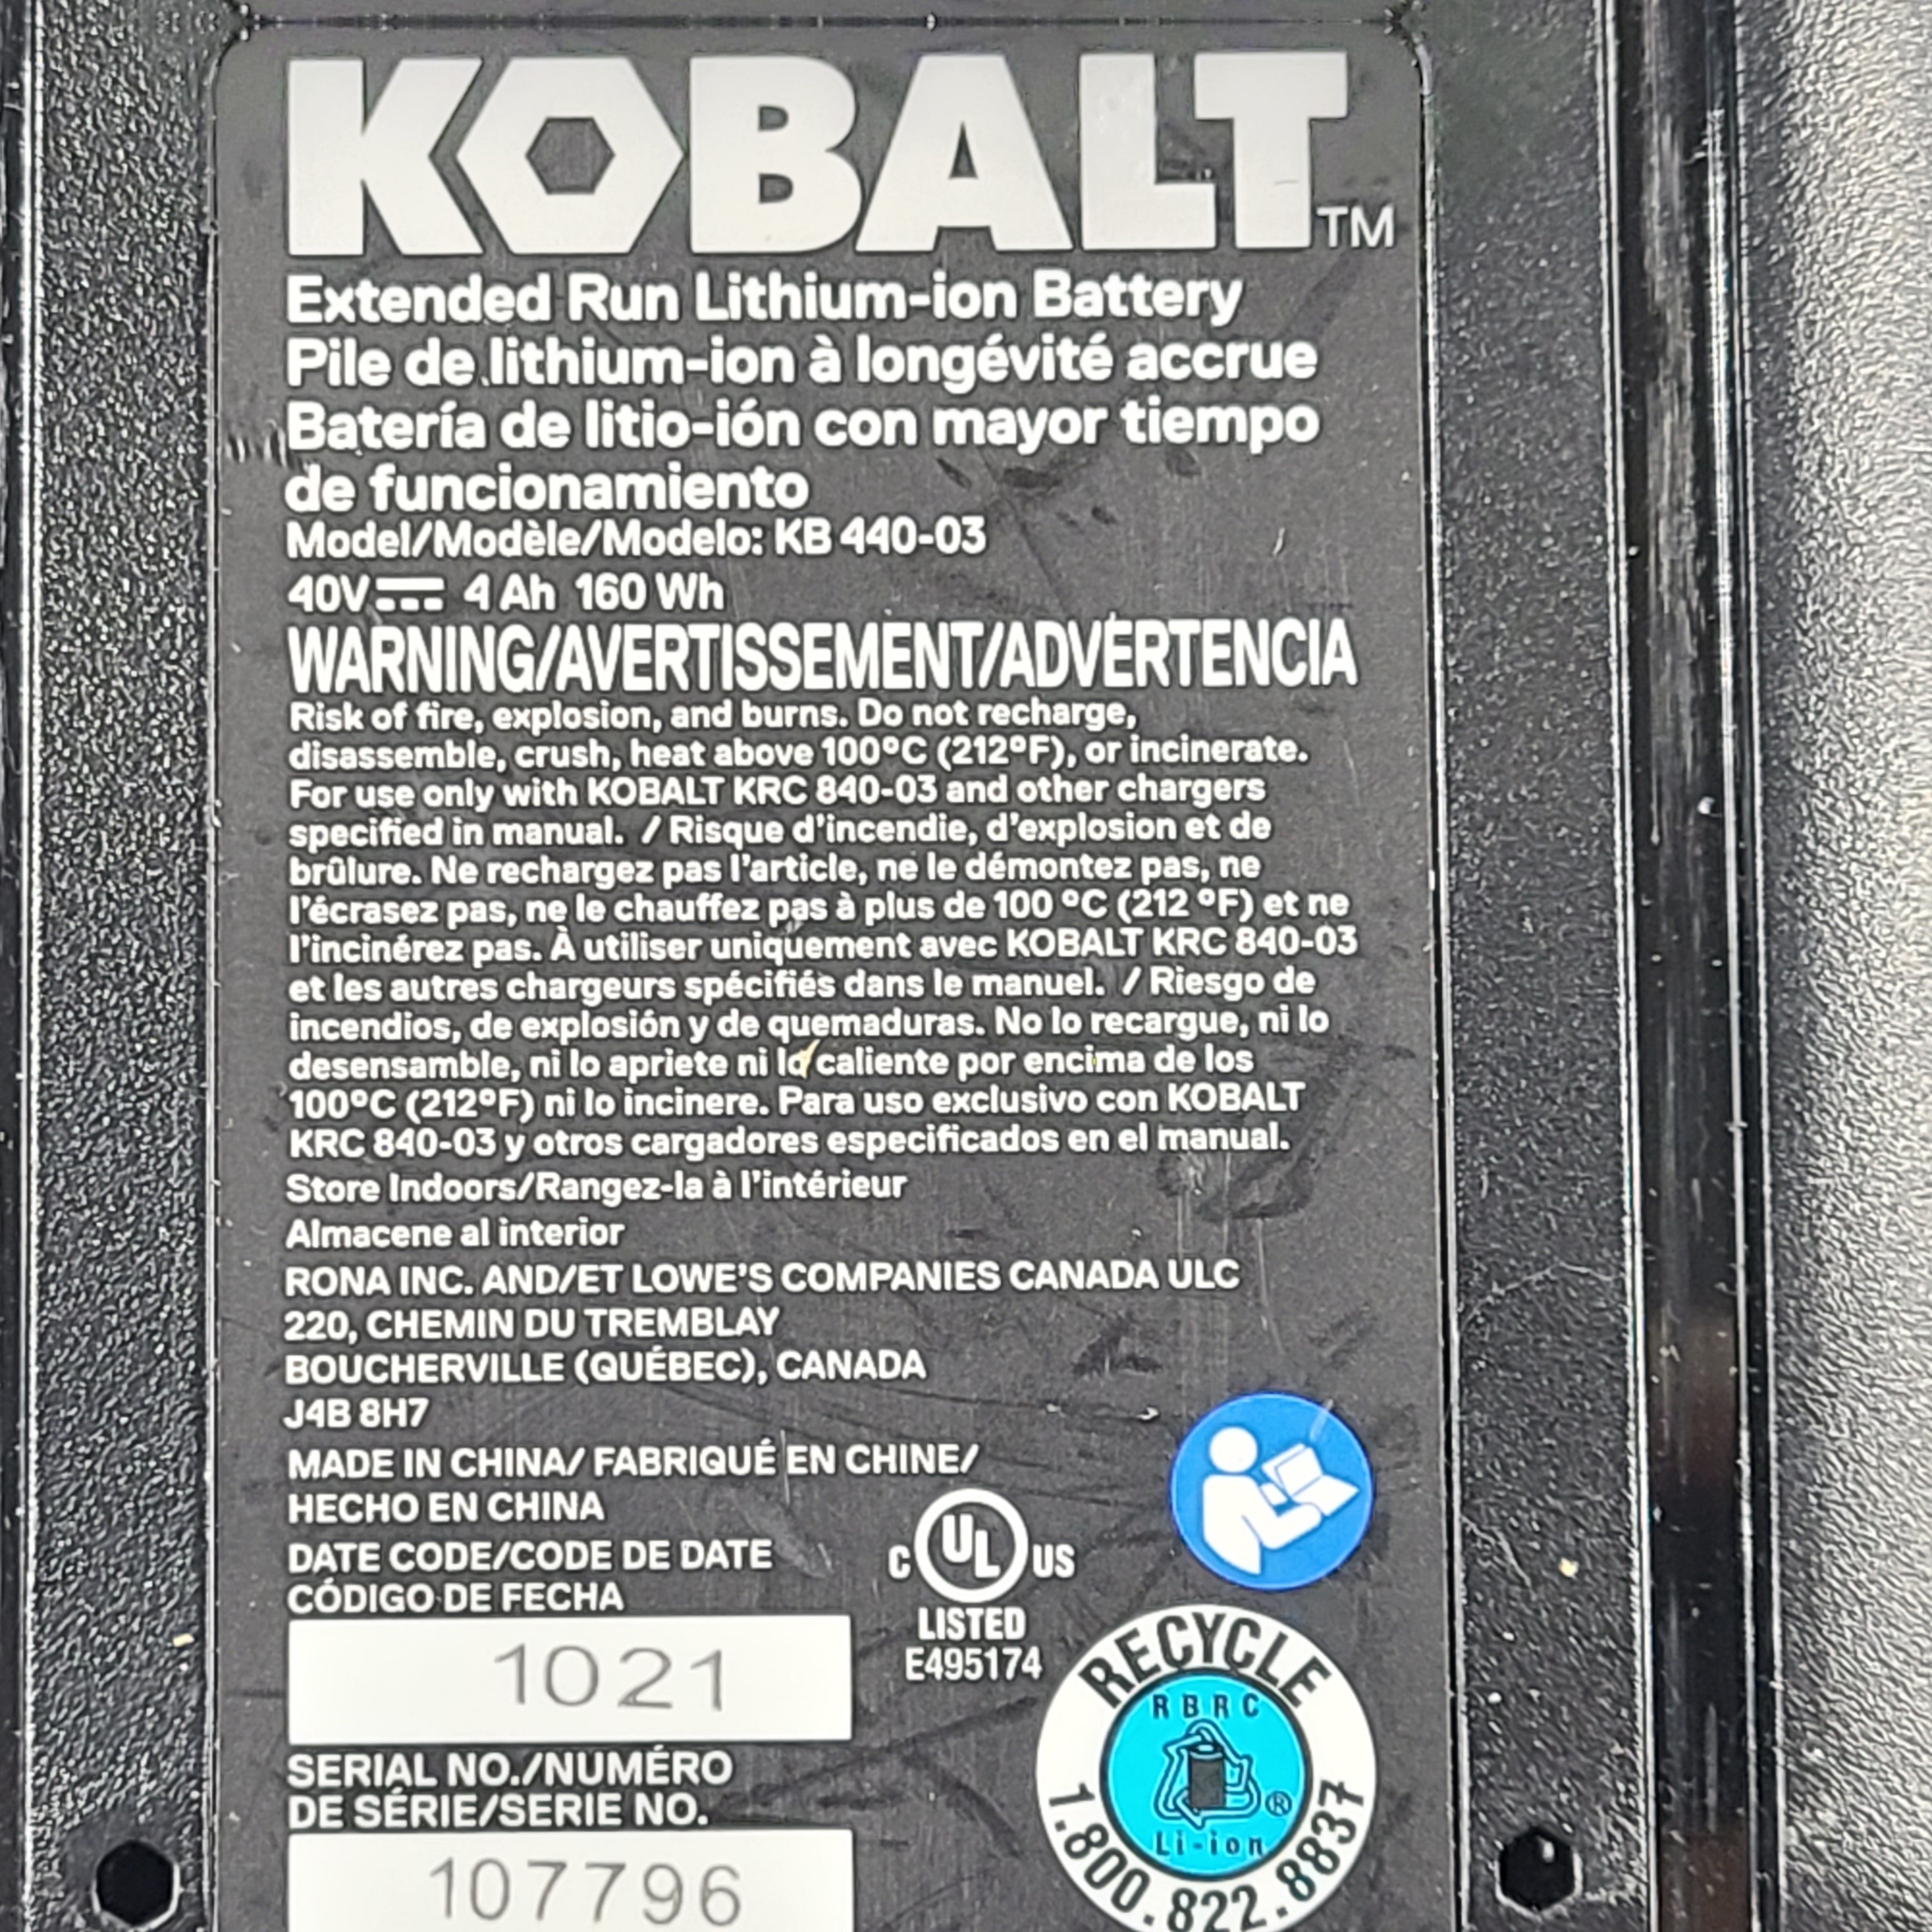 KOBALT™
Extended Run Lithium-ion Battery
Pile de lithium-ion à longévité accrue
Batería de litio-ión con mayor tiempo
de funcionamiento
Model/Modèle/Modelo: KB 440-03
40V⎓ 4 Ah 160 Wh
WARNING/AVERTISSEMENT/ADVERTENCIA
Risk of fire, explosion, and burns. Do not recharge,
disassemble, crush, heat above 100°C (212°F), or incinerate.
For use only with KOBALT KRC 840-03 and other chargers
specified in manual. / Risque d'incendie, d'explosion et de
brûlure. Ne rechargez pas l'article, ne le démontez pas, ne
l'écrasez pas, ne le chauffez pas à plus de 100 °C (212 °F) et ne
l'incinérez pas. À utiliser uniquement avec KOBALT KRC 840-03
et les autres chargeurs spécifiés dans le manuel. / Riesgo de
incendios, de explosión y de quemaduras. No lo recargue, ni lo
desensamble, ni lo apriete ni lo caliente por encima de los
100°C (212°F) ni lo incinere. Para uso exclusivo con KOBALT
KRC 840-03 y otros cargadores especificados en el manual.
Store Indoors/Rangez-la à l'intérieur
Almacene al interior
RONA INC. AND/ET LOWE'S COMPANIES CANADA ULC
220, CHEMIN DU TREMBLAY
BOUCHERVILLE (QUÉBEC), CANADA
J4B 8H7
MADE IN CHINA/ FABRIQUÉ EN CHINE/
HECHO EN CHINA
DATE CODE/CODE DE DATE
CÓDIGO DE FECHA
1021
C UL US
LISTED
E495174
SERIAL NO./NUMÉRO
DE SÉRIE/SERIE NO.
107796
RECYCLE
RBRC
®
Li-ion
1.800.822.8837